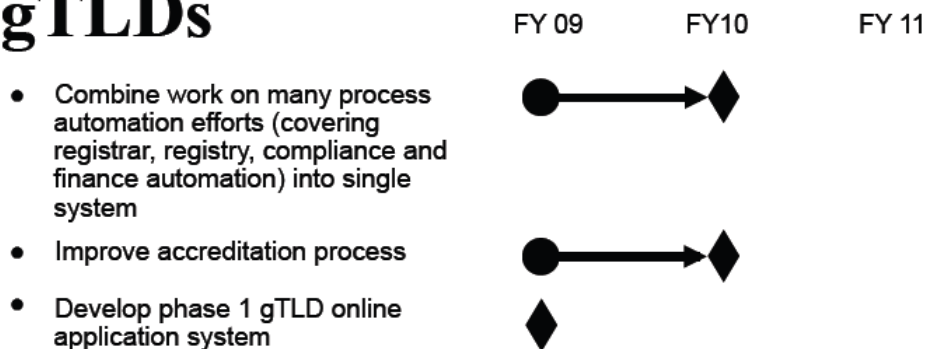 gTLDs
FY 09 FY10 FY 11
• Combine work on many process
automation efforts (covering
registrar, registry, compliance and
finance automation) into single
system
• Improve accreditation process
• Develop phase 1 gTLD online
application system